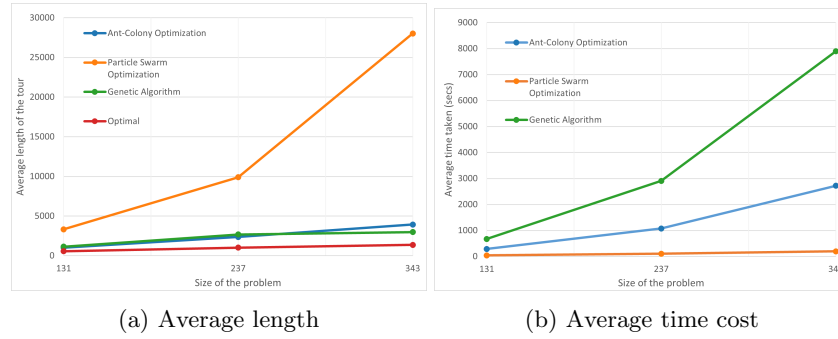 30000
25000
20000
15000
10000
5000
0
Average length of the tour
Ant-Colony Optimization
Particle Swarm
Optimization
Genetic Algorithm
Optimal
131 237 343
Size of the problem
(a) Average length
9000
8000
7000
6000
5000
4000
3000
2000
1000
0
Average time taken (secs)
Ant-Colony Optimization
Particle Swarm
Optimization
Genetic Algorithm
131 237 34
Size of the problem
(b) Average time cost